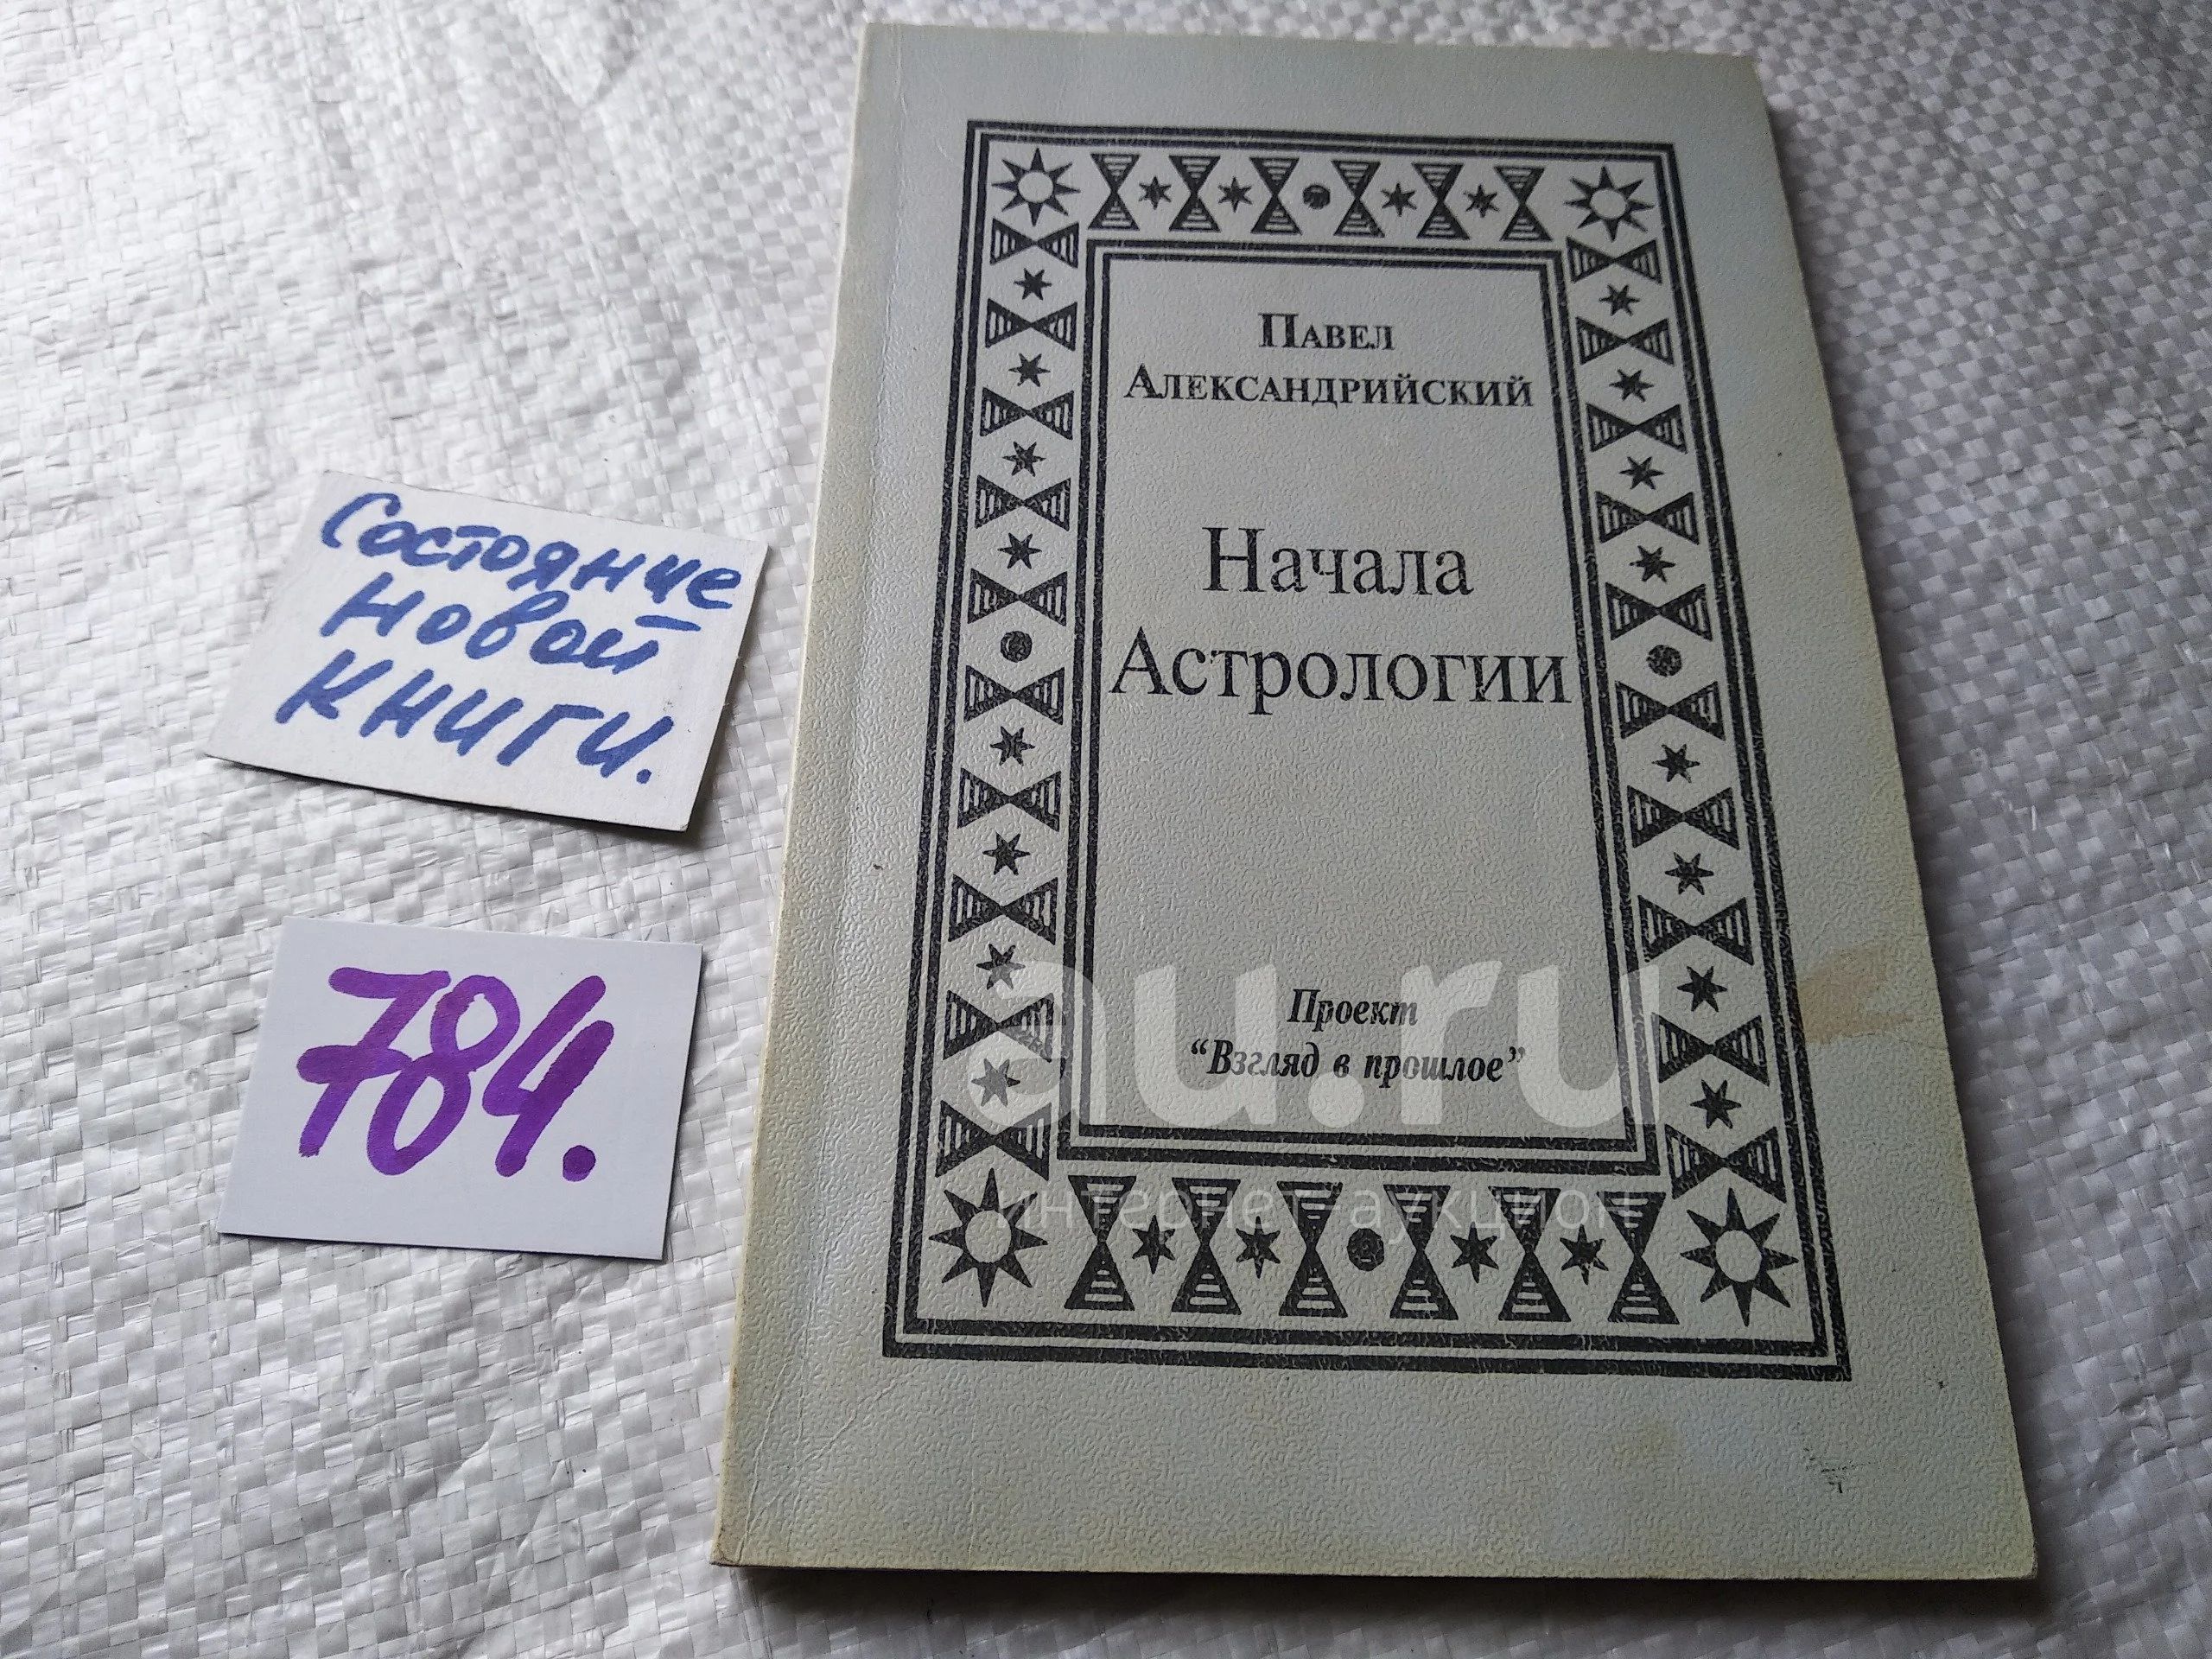 Состояние
новой
книги.
784.
Павел
Александрийский
Начала
Астрологии
Проект
“Взгляд в прошлое”
au.ru
интернет-аукцион